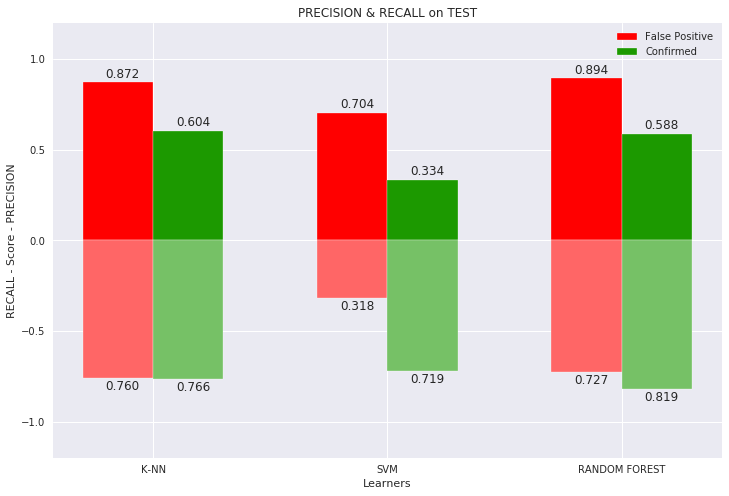 PRECISION & RECALL on TEST
False Positive
Confirmed
RECALL - Score - PRECISION
1.0
0.5
0.0
−0.5
−1.0
0.872
0.604
0.704
0.334
0.894
0.588
0.760
0.766
0.318
0.719
0.727
0.819
K-NN
SVM
RANDOM FOREST
Learners